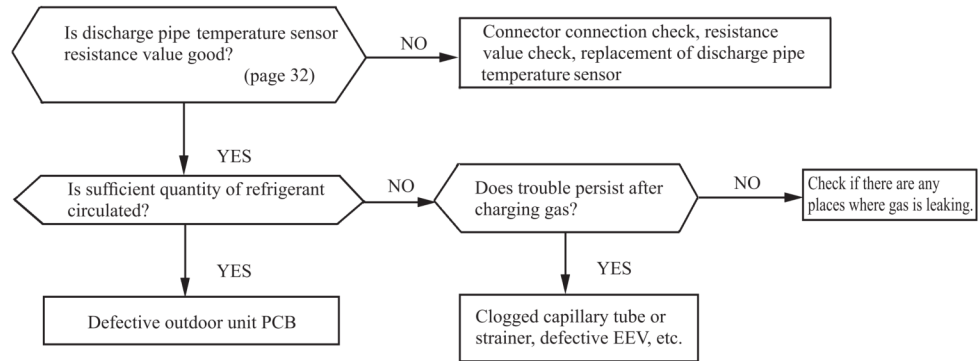 Is discharge pipe temperature sensor
resistance value good?
(page 32)
NO
Connector connection check, resistance
value check, replacement of discharge pipe
temperature sensor
YES
Is sufficient quantity of refrigerant
circulated?
NO
Does trouble persist after
charging gas?
NO
Check if there are any
places where gas is leaking.
YES
YES
Defective outdoor unit PCB
Clogged capillary tube or
strainer, defective EEV, etc.